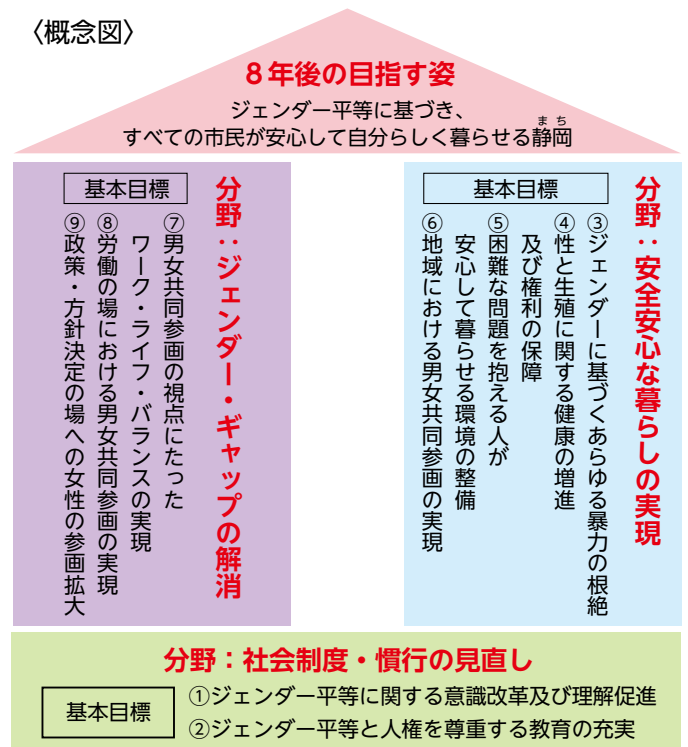 〈概念図〉
８年後の目指す姿
ジェンダー平等に基づき、
すべての市民が安心して自分らしく暮らせる静岡
まち
分野：安全安心な暮らしの実現
基本目標
③ジェンダーに基づくあらゆる暴力の根絶
④性と生殖に関する健康の増進
及び権利の保障
⑤困難な問題を抱える人が
安心して暮らせる環境の整備
⑥地域における男女共同参画の実現
分野：ジェンダー・ギャップの解消
基本目標
⑦男女共同参画の視点にたった
ワーク・ライフ・バランスの実現
⑧労働の場における男女共同参画の実現
⑨政策・方針決定の場への女性の参画拡大
分野：社会制度・慣行の見直し
基本目標
①ジェンダー平等に関する意識改革及び理解促進
②ジェンダー平等と人権を尊重する教育の充実